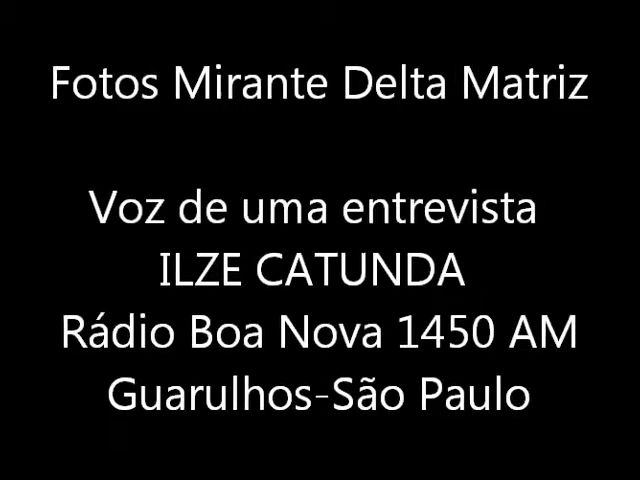 Fotos Mirante Delta Matriz
Voz de uma entrevista
ILZE CATUNDA
Rádio Boa Nova 1450 AM
Guarulhos-São Paulo